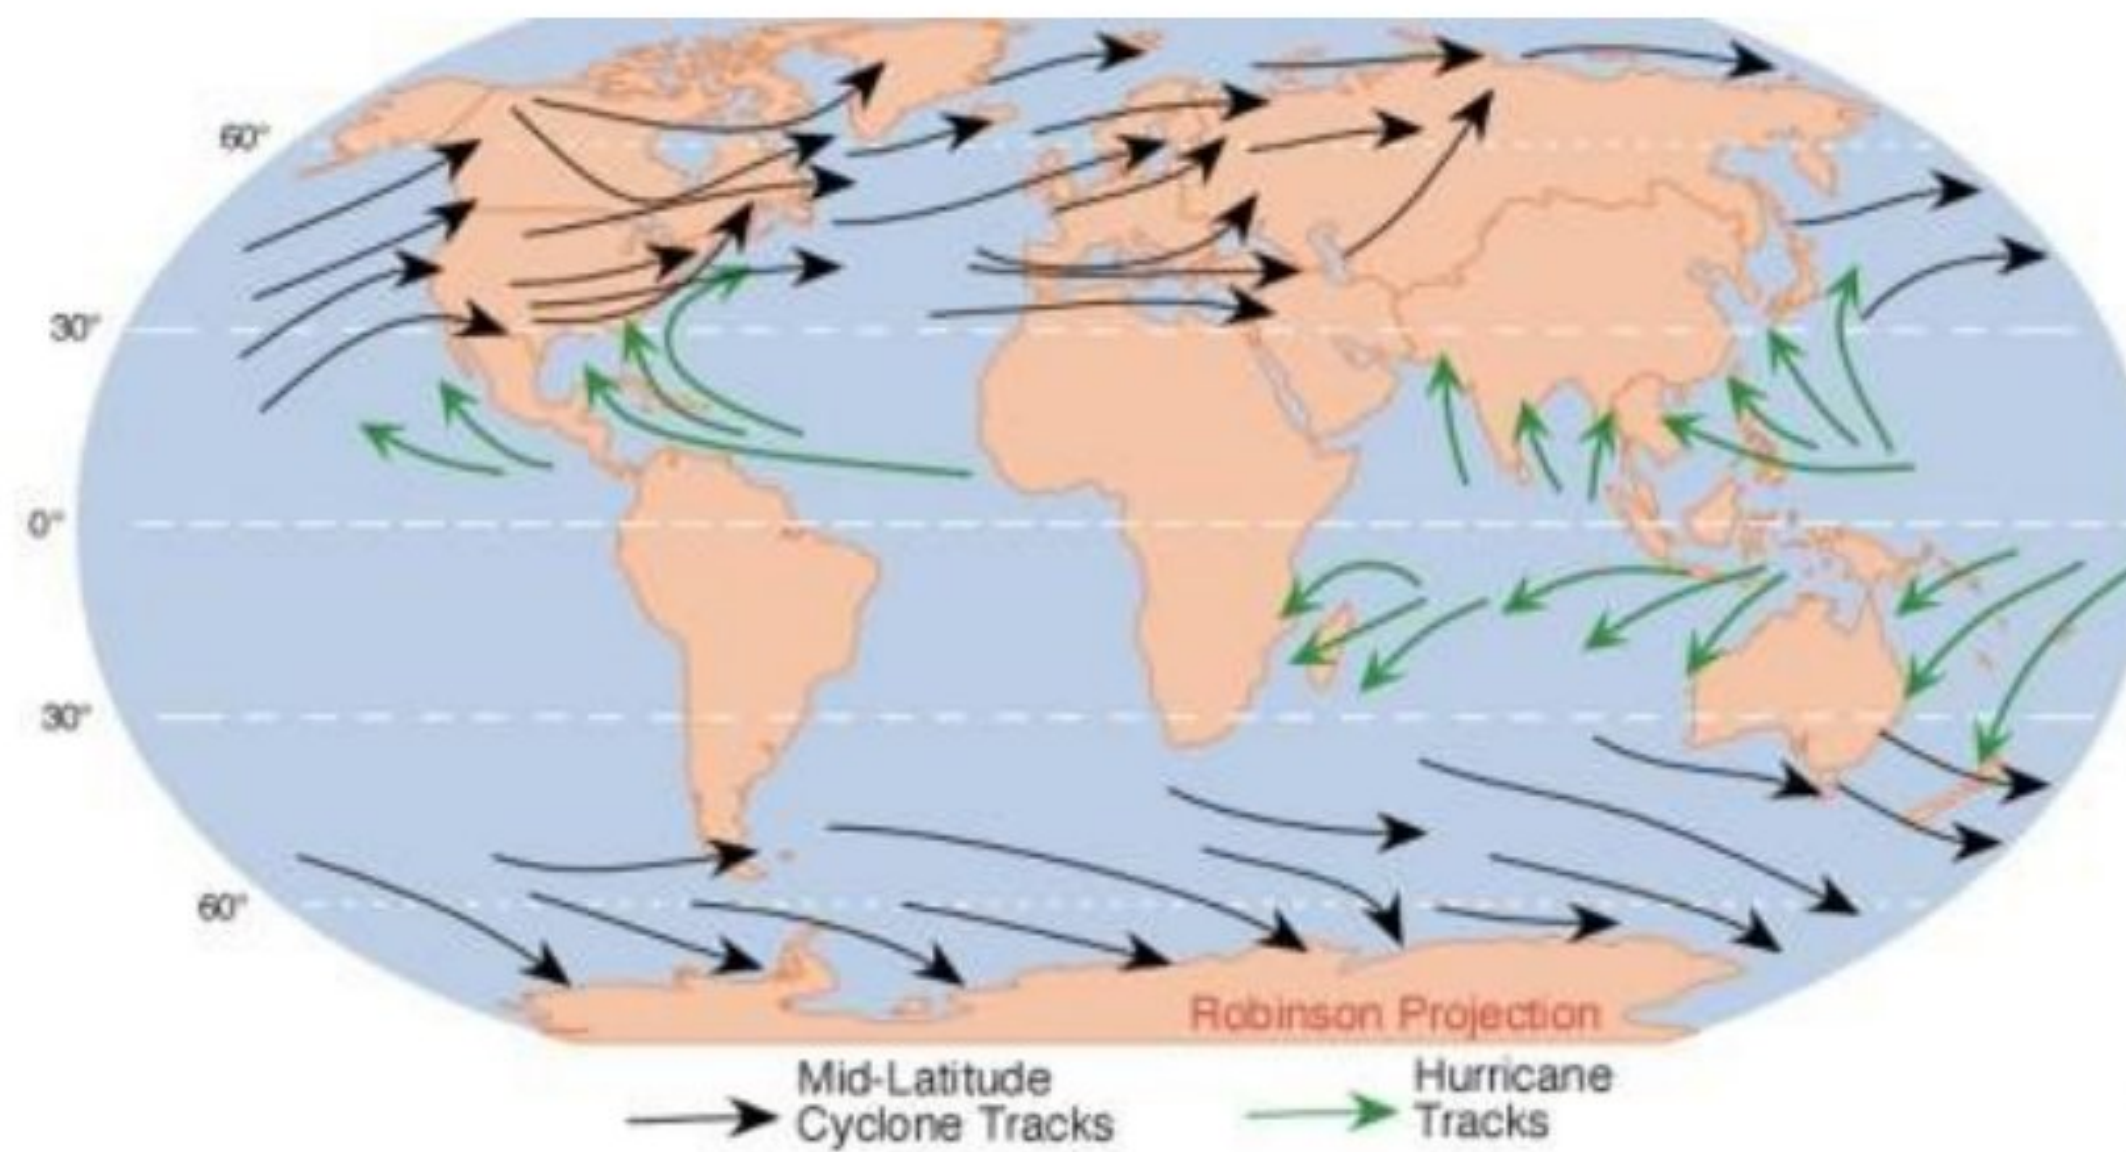 60°
30°
0°
30°
60°
Robinson Projection
Mid-Latitude
Cyclone Tracks
Hurricane
Tracks